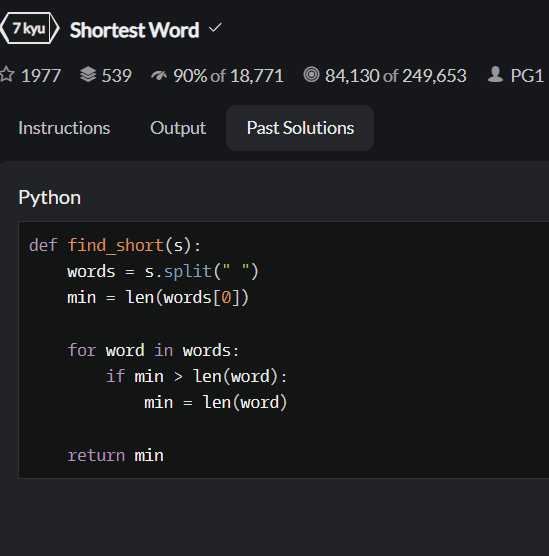 7 kyu Shortest Word
1977 539 90% of 18,771 84,130 of 249,653 PG1
Instructions Output Past Solutions
Python
def find_short(s):
    words = s.split(" ")
    min = len(words[0])
    for word in words:
        if min > len(word):
            min = len(word)
    return min